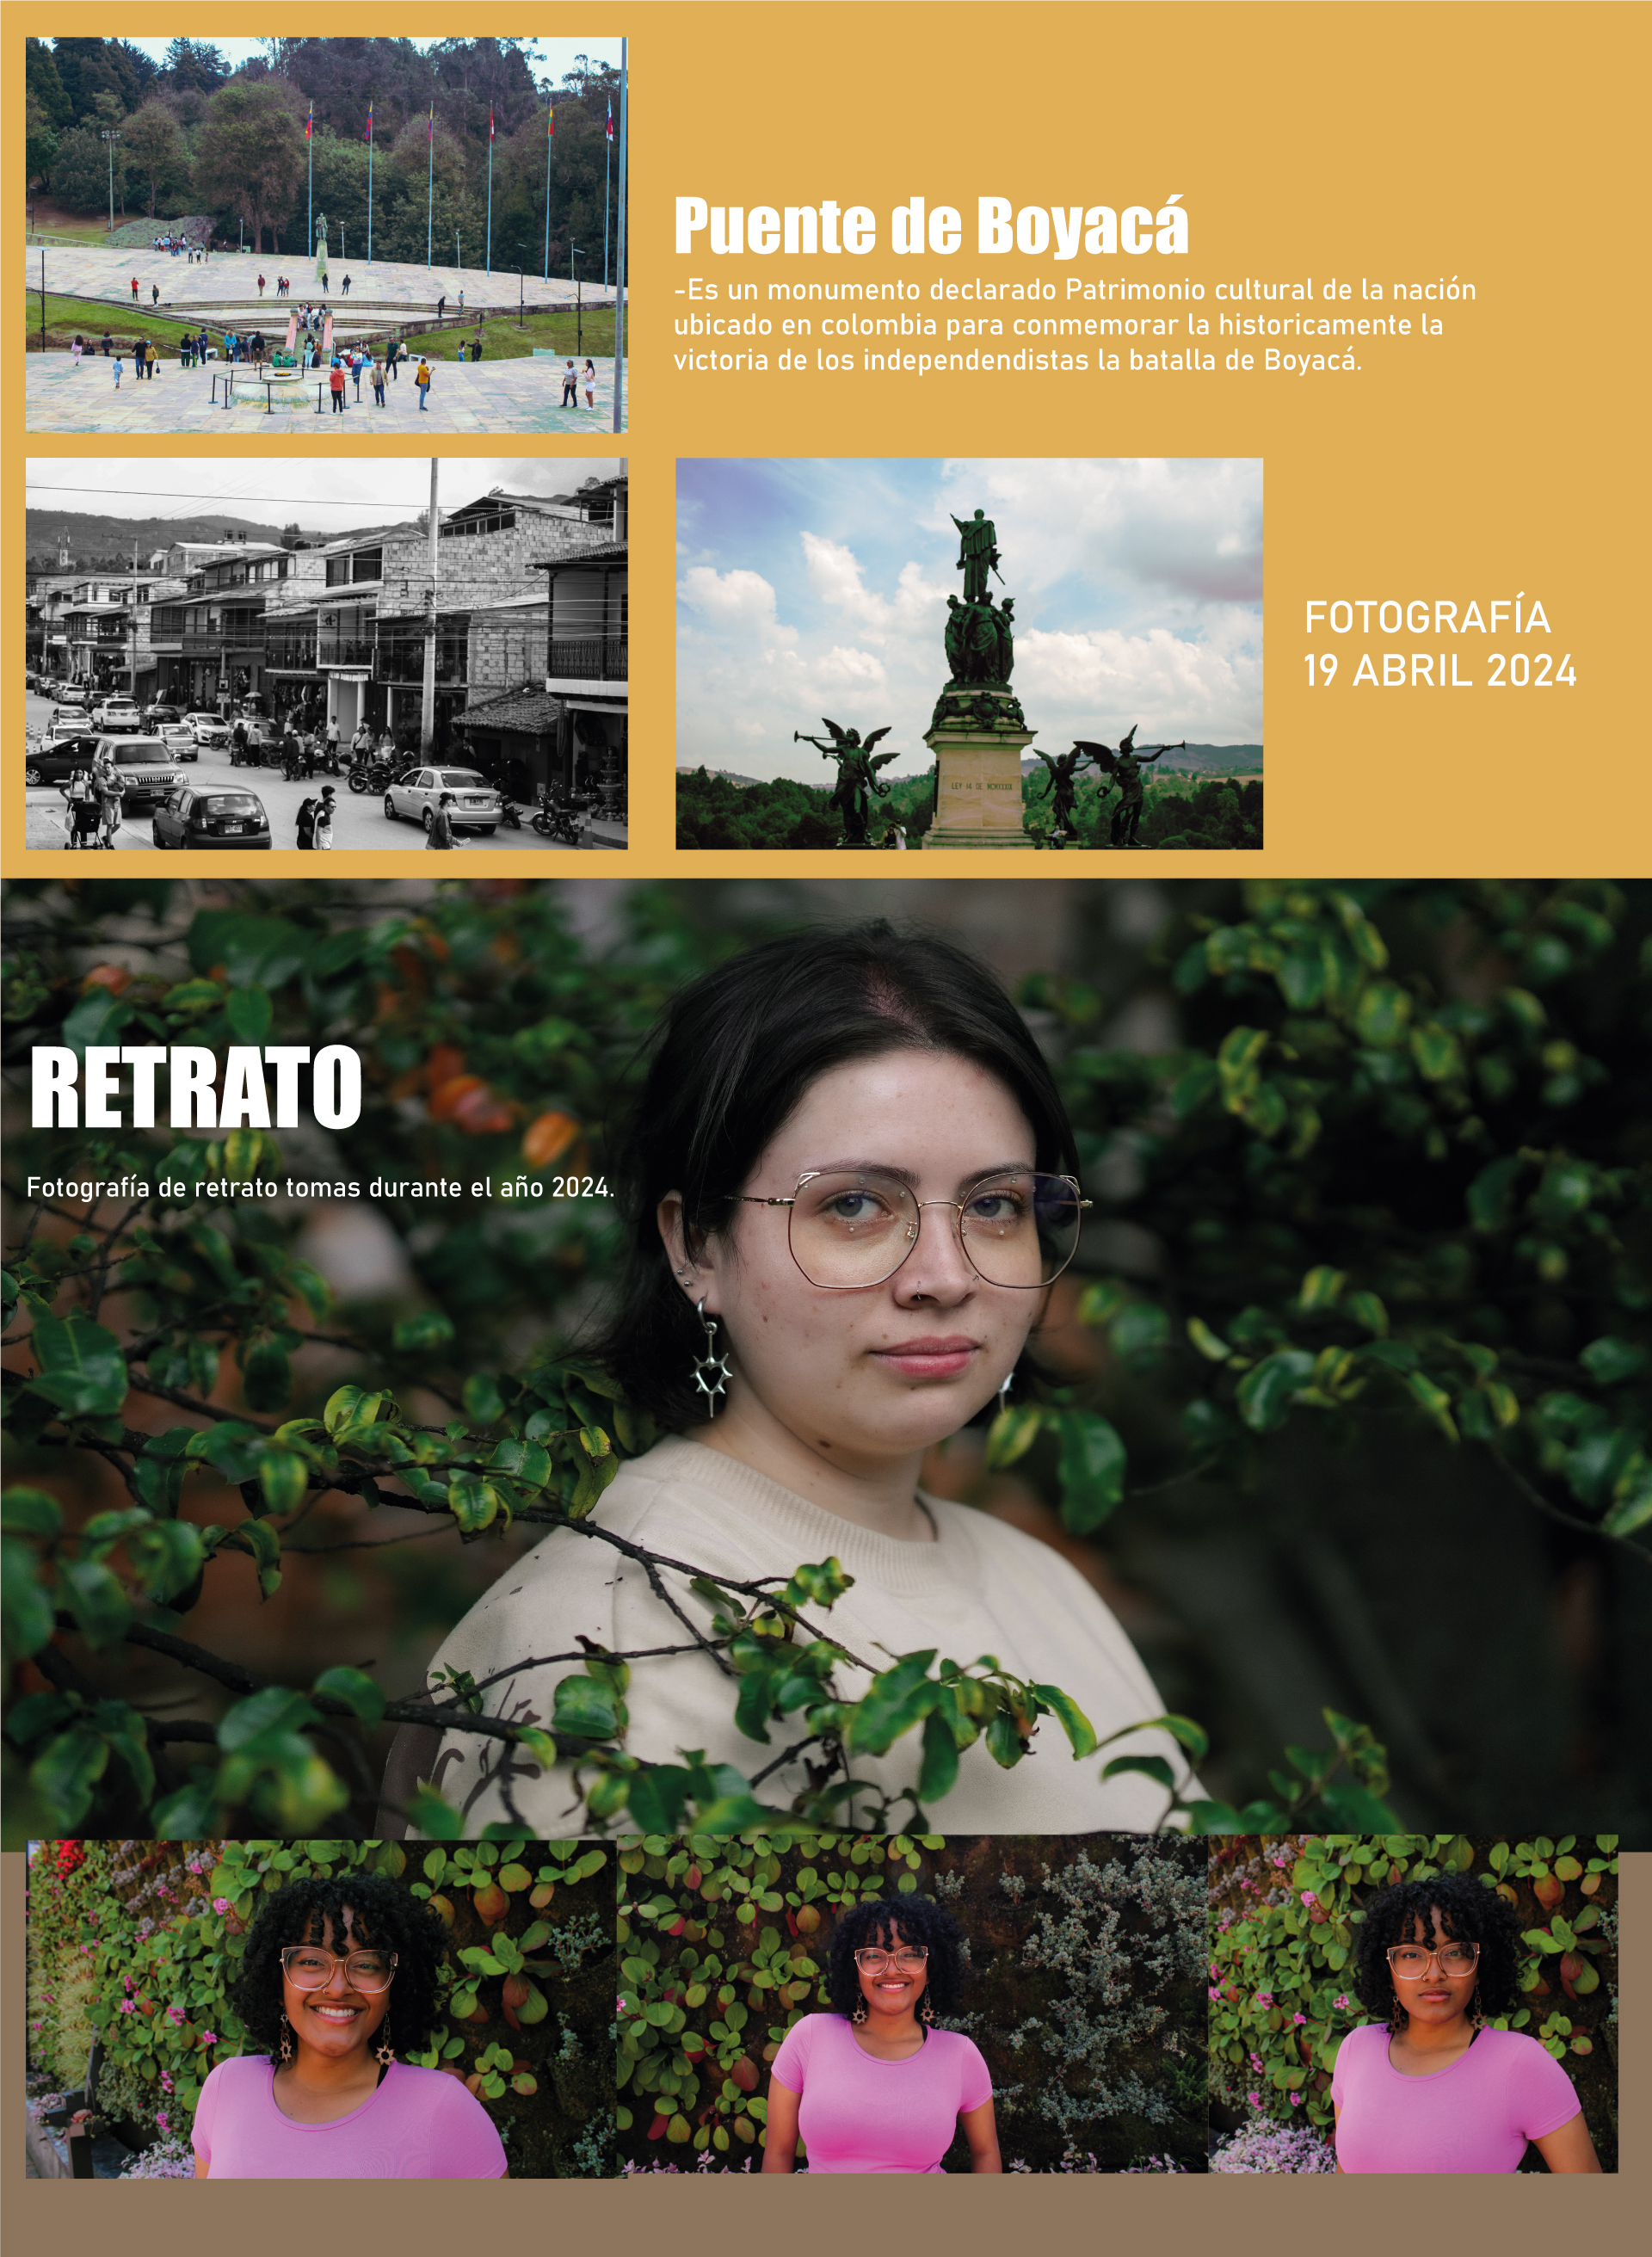 Puente de Boyacá
-Es un monumento declarado Patrimonio cultural de la nación
ubicado en colombia para conmemorar la historicamente la
victoria de los independendistas la batalla de Boyacá.
FOTOGRAFÍA
19 ABRIL 2024
RETRATO
Fotografía de retrato tomas durante el año 2024.